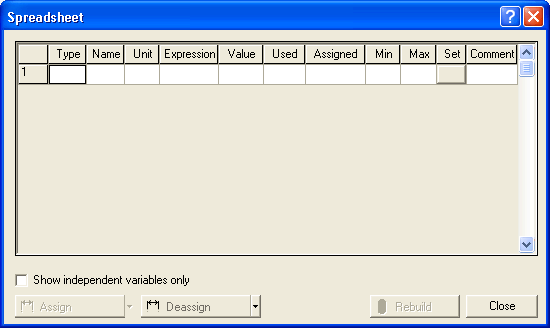 Spreadsheet
Type Name Unit Expression Value Used Assigned Min Max Set Comment
1
Show independent variables only
Assign Deassign Rebuild Close